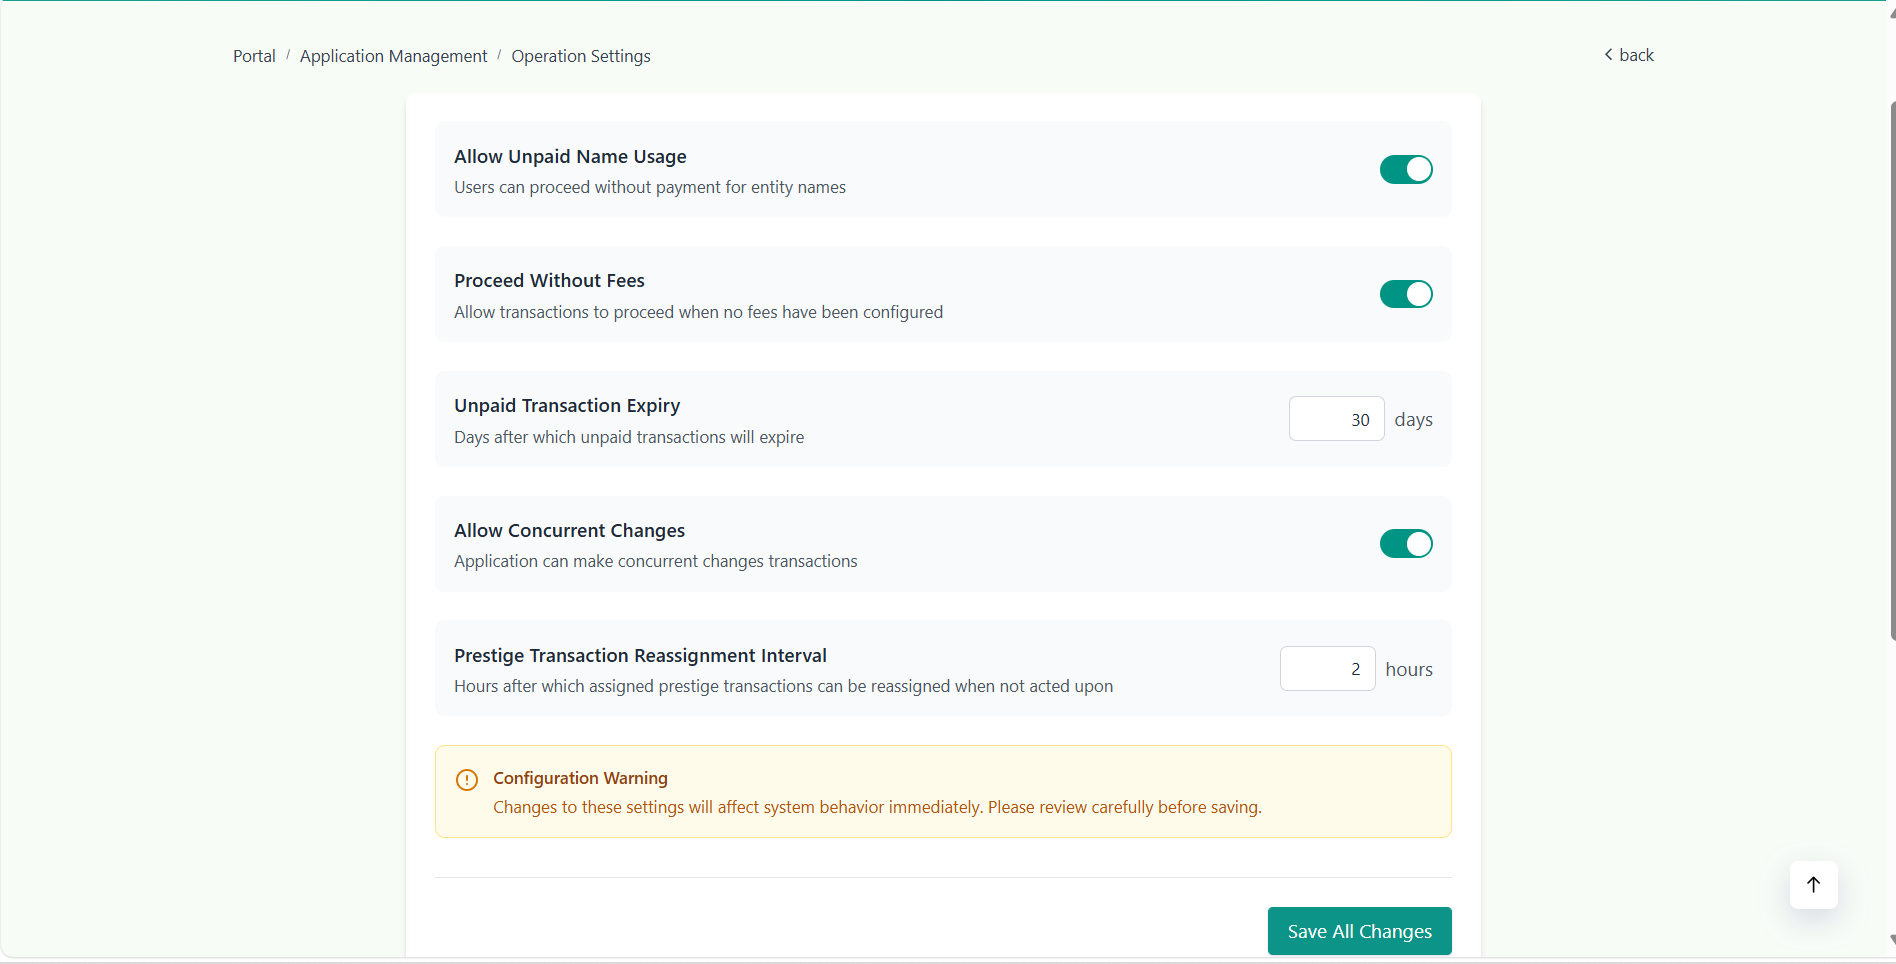 Portal / Application Management / Operation Settings
back
Allow Unpaid Name Usage
Users can proceed without payment for entity names
Proceed Without Fees
Allow transactions to proceed when no fees have been configured
Unpaid Transaction Expiry
Days after which unpaid transactions will expire
30 days
Allow Concurrent Changes
Application can make concurrent changes transactions
Prestige Transaction Reassignment Interval
Hours after which assigned prestige transactions can be reassigned when not acted upon
2 hours
Configuration Warning
Changes to these settings will affect system behavior immediately. Please review carefully before saving.
Save All Changes